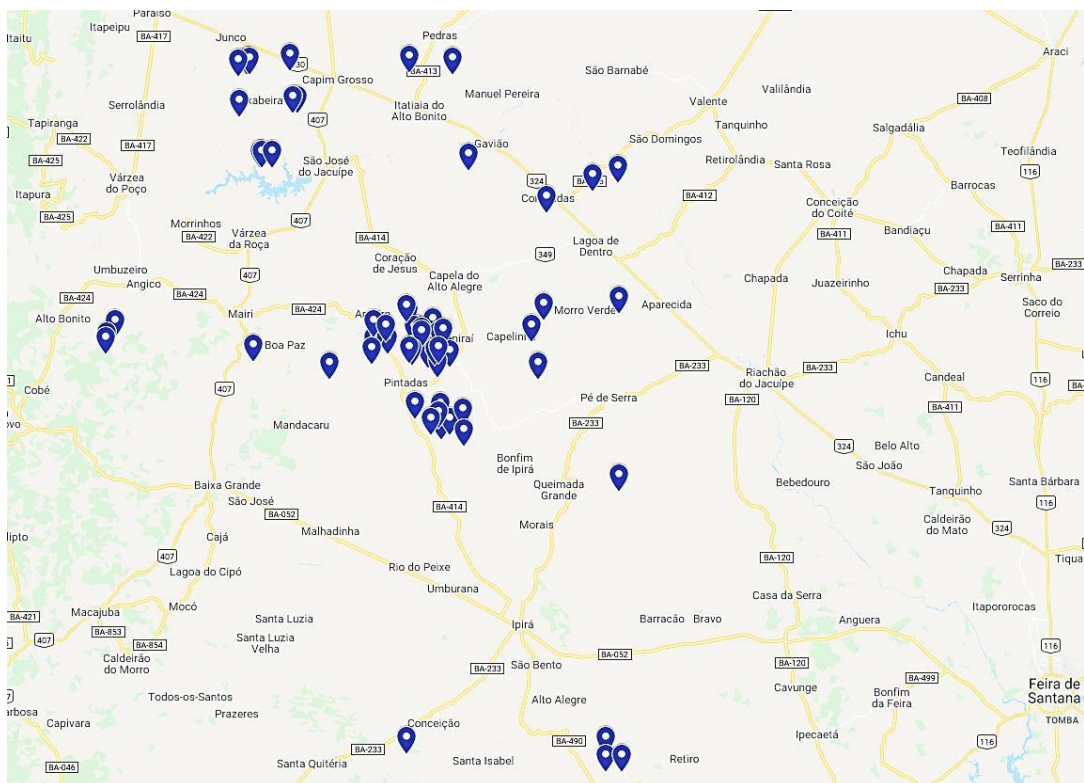 Paraíso
Itaitu
Itapeipu
BA-417
Junco
Pedras
Araci
30
BA-413
São Barnabé
Capim Grosso
Serrolândia
Itatiaia do
Alto Bonito
Manuel Pereira
Valente
Valilândia
BA-408
Tapiranga
407
Tanquinho
Salgadália
BA-422
BA-417
BA-425
São José
do Jacuípe
Gavião
São Domingos
Retirolândia
Santa Rosa
Teofilândia
116
Várzea
do Poço
324
Itapura
BA-412
Barrocas
BA-425
Morrinhos
BA-422
407
Conceição
do Coité
BA-411
Bandiaçu
BA-411
Várzea
da Roça
BA-414
Lagoa de
Dentro
349
Coração
de Jesus
Umbuzeiro
Angico
407
Capela do
Alto Alegre
Chapada
Juazeirinho
Chapada
BA-233
Serrinha
BA-424
BA-424
BA-233
Alto Bonito
Mairi
BA-424
Morro Verde
Aparecida
Saco do
Correio
Boa Paz
Ichu
Cobé
407
Pintadas
BA-233
Riachão
do Jacuípe
BA-233
Candeal
116
BA-411
BA-120
Pé de Serra
BA-233
Mandacaru
Belo Alto
324
São João
Bonfim
de Ipirá
Queimada
Grande
Bebedouro
Baixa Grande
São José
BA-052
BA-414
Tanquinho
Santa Bárbara
116
Morais
Caldeirão
do Mato
324
Cajá
Malhadinha
407
Lagoa do Cipó
Rio do Peixe
BA-120
Umburana
Casa da Serra
Itapororocas
Macajuba
Mocó
BA-421
BA-853
BA-854
407
Santa Luzia
Santa Luzia
Velha
Ipirá
Barracão
Bravo
Anguera
116
Caldeirão
do Morro
BA-233
São Bento
BA-052
BA-120
Cavunge
BA-499
Feira de
Santana
Todos-os-Santos
Alto Alegre
Bonfim
da Feira
TOMBA
Capivara
Prazeres
Conceição
Ipecaetá
116
BA-233
BA-490
BA-046
Santa Quitéria
Santa Isabel
Retiro